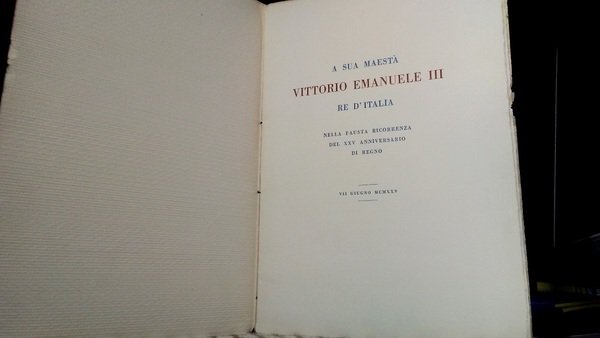 A SUA MAESTÀ
VITTORIO EMANUELE III
RE D'ITALIA
NELLA FAUSTA RICORRENZA
DEL XXV ANNIVERSARIO
DI REGNO
VII GIUGNO MCMXXV